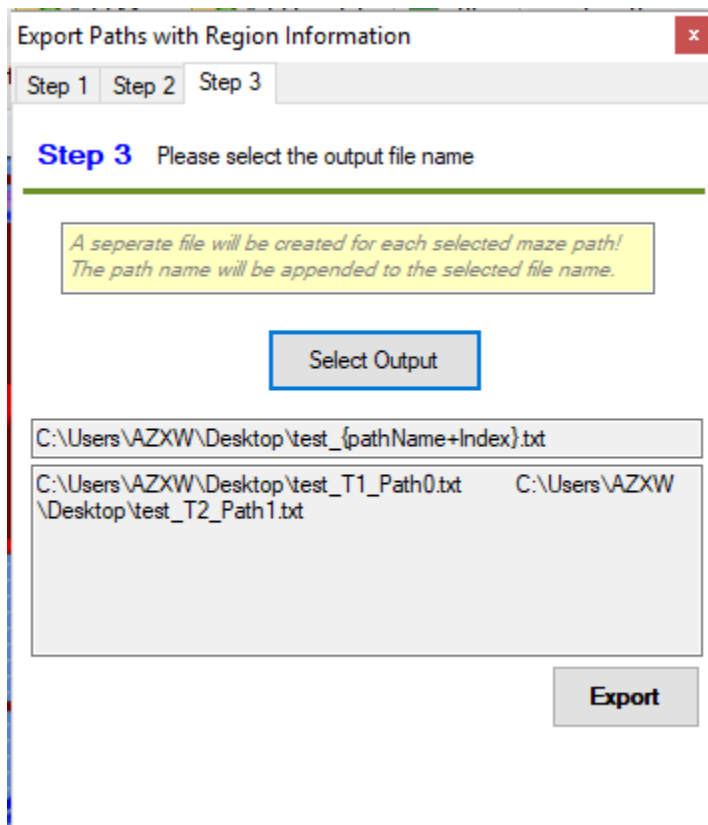 Export Paths with Region Information
x
Step 1 Step 2 Step 3
Step 3 Please select the output file name
A seperate file will be created for each selected maze path!
The path name will be appended to the selected file name.
Select Output
C:\Users\AZXW\Desktop\test_{pathName+Index}.txt
C:\Users\AZXW\Desktop\test_T1_Path0.txt C:\Users\AZXW
\Desktop\test_T2_Path1.txt
Export